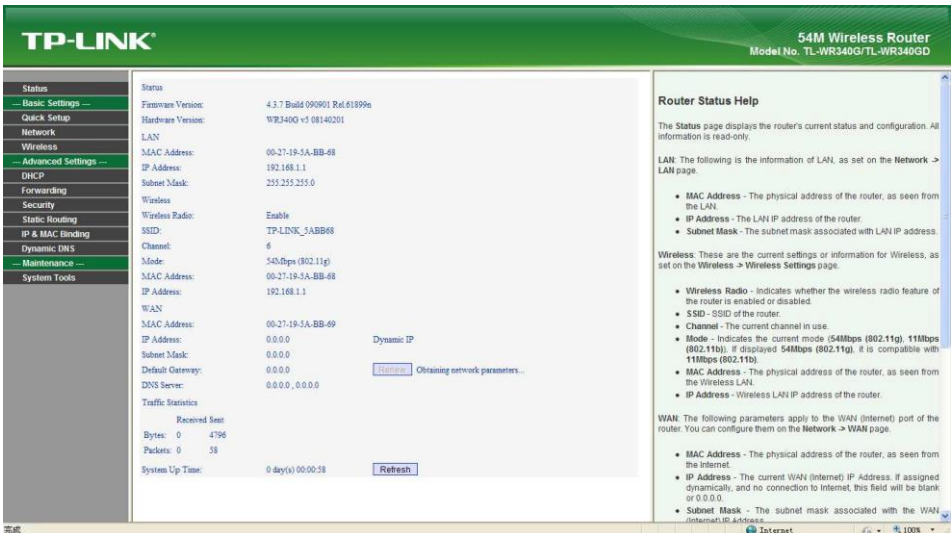 TP-LINK®
54M Wireless Router
Model No. TL-WR340G/TL-WR340GD
Status
--- Basic Settings ---
Quick Setup
Network
Wireless
--- Advanced Settings ---
DHCP
Forwarding
Security
Static Routing
IP & MAC Binding
Dynamic DNS
--- Maintenance ---
System Tools
Status
Firmware Version: 4.3.7 Build 090901 Rel.61899n
Hardware Version: WR340G v5 08140201
LAN
MAC Address: 00-27-19-5A-BB-68
IP Address: 192.168.1.1
Subnet Mask: 255.255.255.0
Wireless
Wireless Radio: Enable
SSID: TP-LINK_5ABB68
Channel: 6
Mode: 54Mbps (802.11g)
MAC Address: 00-27-19-5A-BB-68
IP Address: 192.168.1.1
WAN
MAC Address: 00-27-19-5A-BB-69
IP Address: 0.0.0.0 Dynamic IP
Subnet Mask: 0.0.0.0
Default Gateway: 0.0.0.0 Renew Obtaining network parameters...
DNS Server: 0.0.0.0 , 0.0.0.0
Traffic Statistics
Received Sent
Bytes: 0 4796
Packets: 0 58
System Up Time: 0 day(s) 00:00:58 Refresh
Router Status Help
The Status page displays the router's current status and configuration. All
information is read-only.
LAN: The following is the information of LAN, as set on the Network ->
LAN page.
MAC Address - The physical address of the router, as seen from
the LAN.
IP Address - The LAN IP address of the router.
Subnet Mask - The subnet mask associated with LAN IP address.
Wireless: These are the current settings or information for Wireless, as
set on the Wireless -> Wireless Settings page.
Wireless Radio - Indicates whether the wireless radio feature of
the router is enabled or disabled.
SSID - SSID of the router.
Channel - The current channel in use.
Mode - Indicates the current mode (54Mbps (802.11g), 11Mbps
(802.11b)). If displayed 54Mbps (802.11g), it is compatible with
11Mbps (802.11b).
MAC Address - The physical address of the router, as seen from
the Wireless LAN.
IP Address - Wireless LAN IP address of the router.
WAN: The following parameters apply to the WAN (Internet) port of the
router. You can configure them on the Network -> WAN page.
MAC Address - The physical address of the router, as seen from
the Internet.
IP Address - The current WAN (Internet) IP Address. If assigned
dynamically, and no connection to Internet, this field will be blank
or 0.0.0.0.
Subnet Mask - The subnet mask associated with the WAN
(Internet) IP Address.
完成 Internet 100%